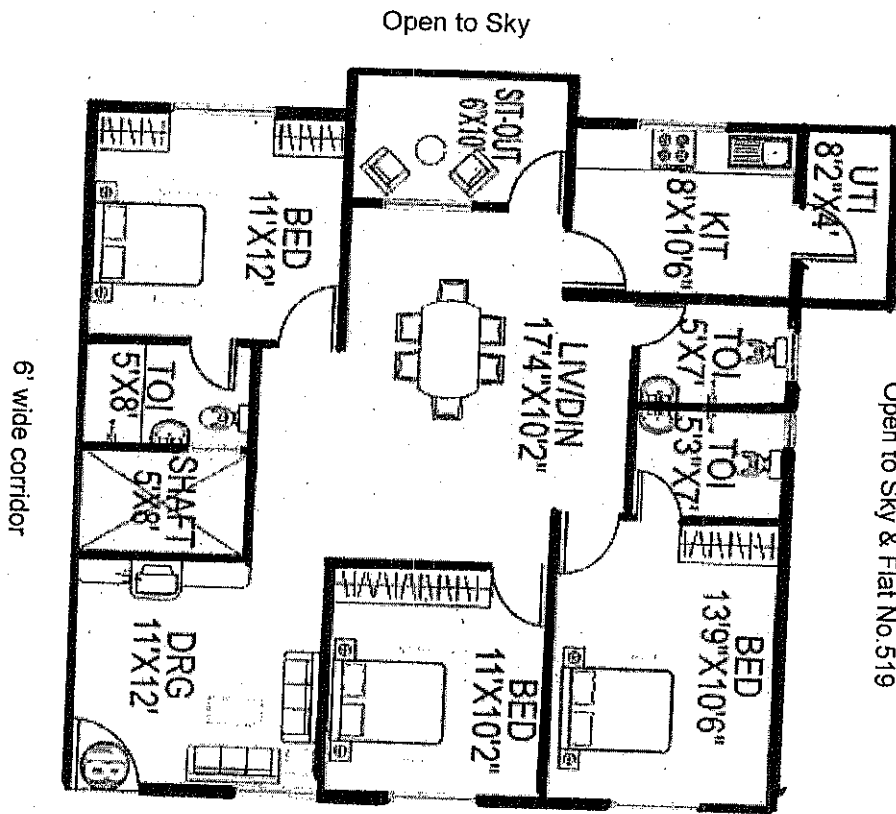 Open to Sky
SIT-OUT
6'X10'
UTI
8'2"X4'
KIT
8'X10'6"
BED
11'X12'
TOI
5'X7'
LIV/DIN
17'4"X10'2"
TOI
5'3"X7'
TOI
5'X8'
SHAFT
5'X8'
DRG
11'X12'
BED
11'X10'2"
BED
13'9"X10'6"
6' wide corridor
Open to Sky & Flat No.519